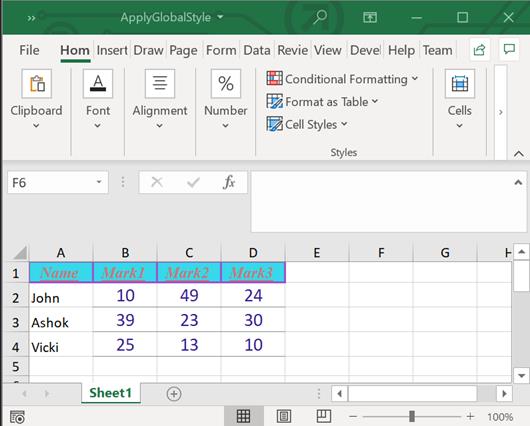 ApplyGlobalStyle
File Hom Insert Draw Page Form Data Revie View Devel Help Team
Clipboard Font Alignment Number Conditional Formatting Format as Table Cell Styles Cells
Styles
F6 fx
A B C D E F G H
1 Name Mark1 Mark2 Mark3
2 John 10 49 24
3 Ashok 39 23 30
4 Vicki 25 13 10
5
Sheet1
100%